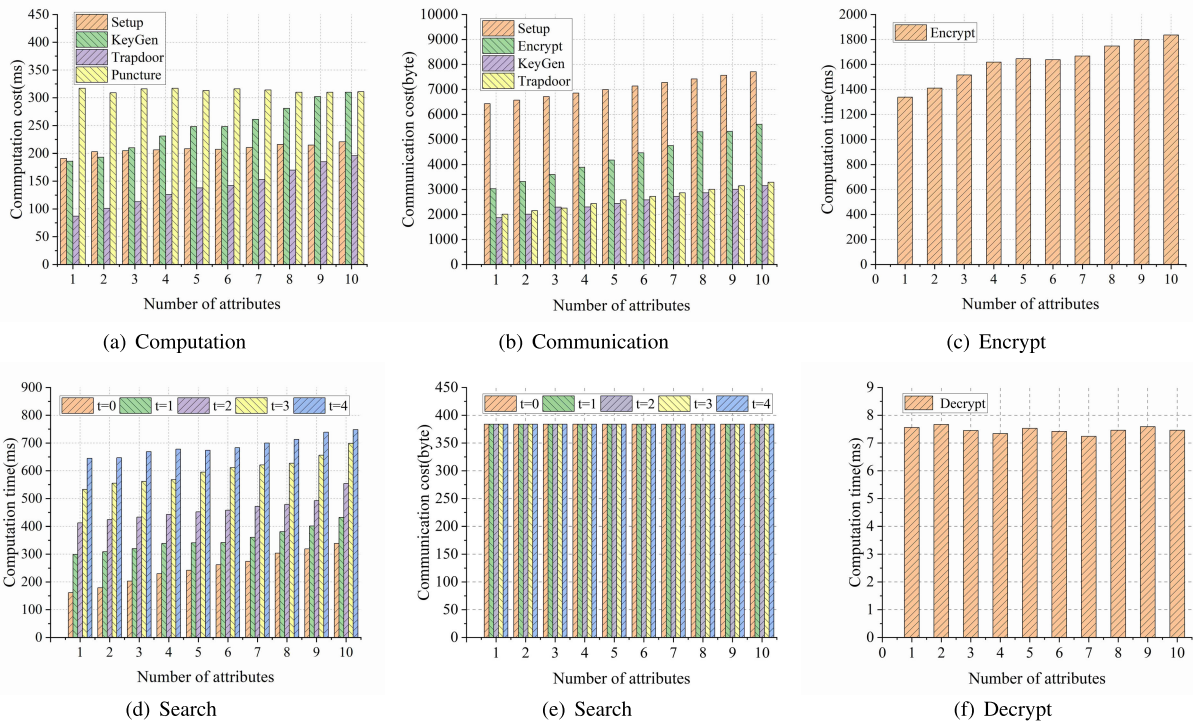 Setup
KeyGen
Trapdoor
Puncture
Commputation cost(ms)
450
400
350
300
250
200
150
100
50
0
1 2 3 4 5 6 7 8 9 10
Number of attributes
(a) Computation
Setup
Encrypt
KeyGen
Trapdoor
Communication cost(byte)
10000
9000
8000
7000
6000
5000
4000
3000
2000
1000
0
1 2 3 4 5 6 7 8 9 10
Number of attributes
(b) Communication
Encrypt
Computation time(ms)
2000
1800
1600
1400
1200
1000
800
600
400
200
0
0 1 2 3 4 5 6 7 8 9 10
Number of attributes
(c) Encrypt
t=0 t=1 t=2 t=3 t=4
Computation time(ms)
900
800
700
600
500
400
300
200
100
0
1 2 3 4 5 6 7 8 9 10
Number of attributes
(d) Search
t=0 t=1 t=2 t=3 t=4
Communication cost(byte)
450
400
350
300
250
200
150
100
50
0
1 2 3 4 5 6 7 8 9 10
Number of attributes
(e) Search
Decrypt
Computation time(ms)
9
8
7
6
5
4
3
2
1
0
0 1 2 3 4 5 6 7 8 9 10
Number of attributes
(f) Decrypt